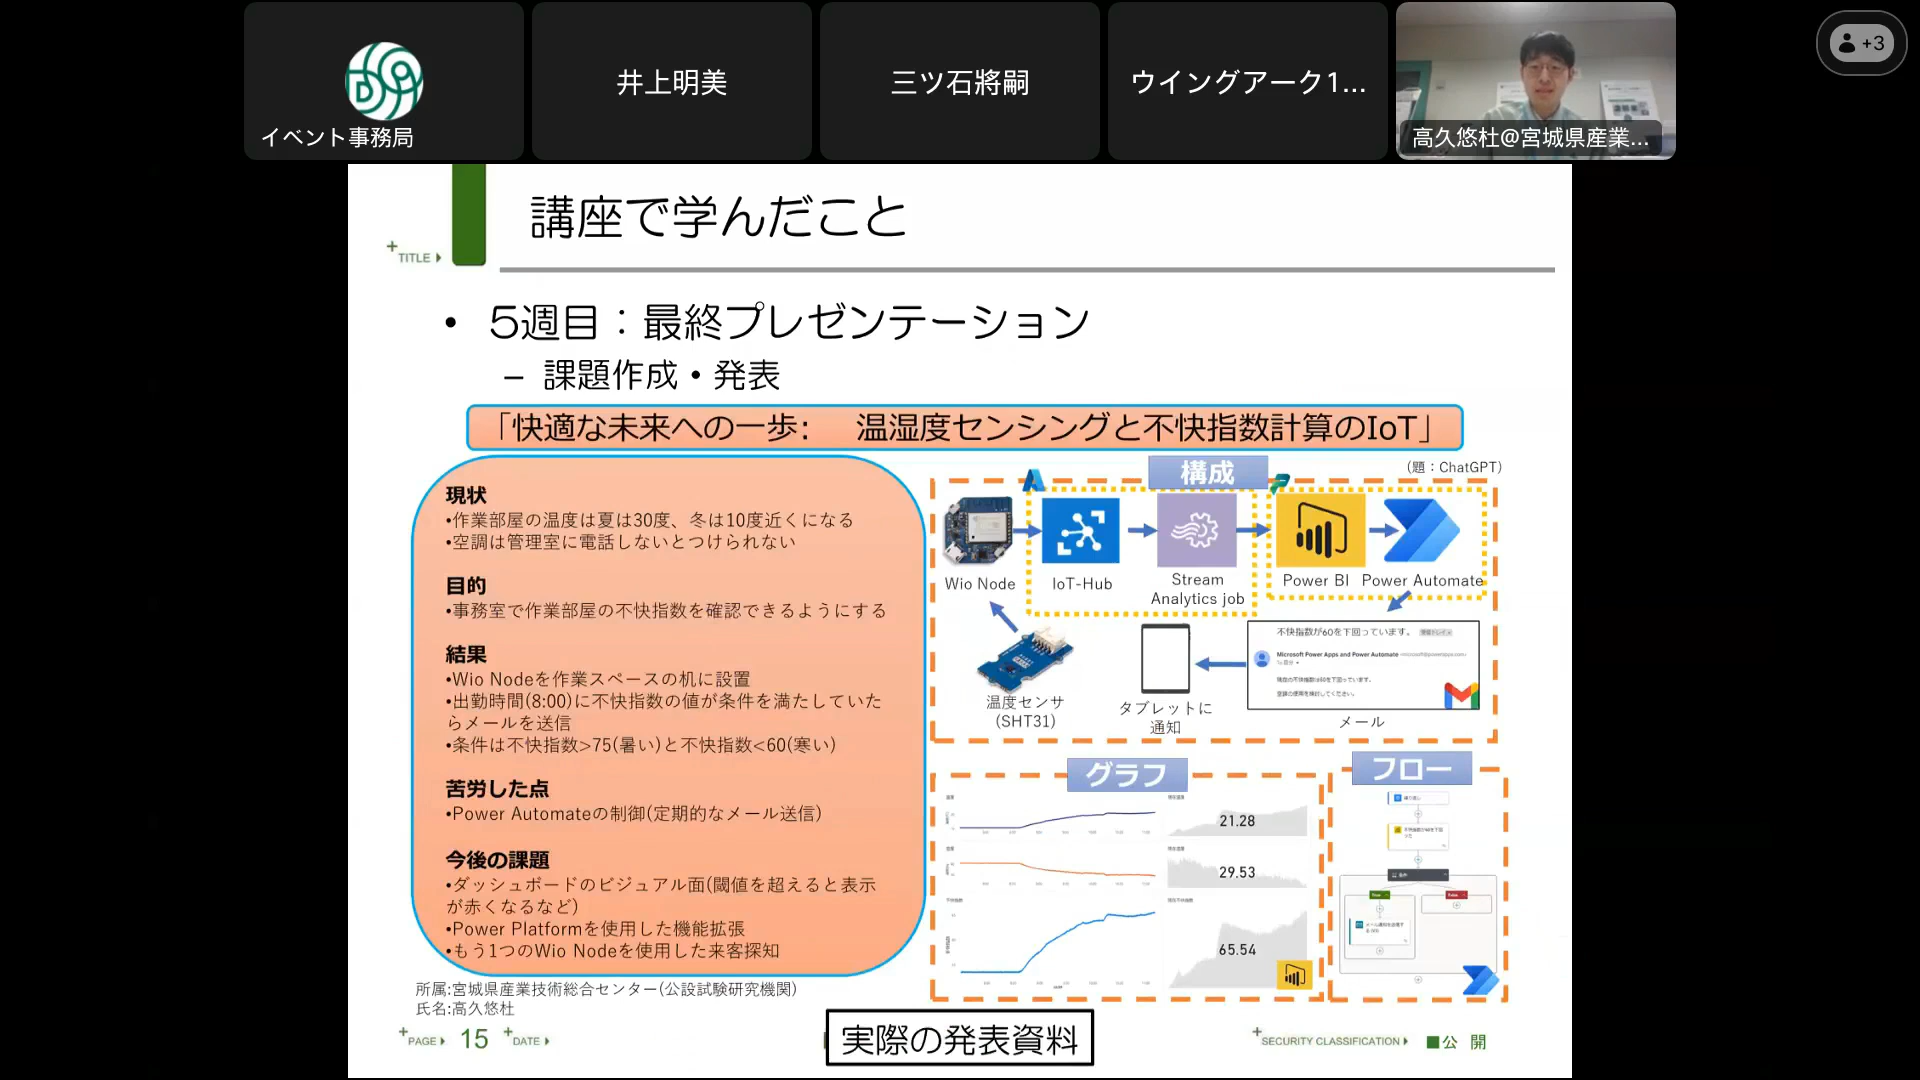 イベント事務局
井上明美
三ツ石將嗣
ウイングアーク1...
高久悠杜@宮城県産業...
+3
TITLE
講座で学んだこと
• 5週目：最終プレゼンテーション
– 課題作成・発表
「快適な未来への一歩: 温湿度センシングと不快指数計算のIoT」
(題：ChatGPT)
現状
•作業部屋の温度は夏は30度、冬は10度近くになる
•空調は管理室に電話しないとつけられない
目的
•事務室で作業部屋の不快指数を確認できるようにする
結果
•Wio Nodeを作業スペースの机に設置
•出勤時間(8:00)に不快指数の値が条件を満たしていた
らメールを送信
•条件は不快指数>75(暑い)と不快指数<60(寒い)
苦労した点
•Power Automateの制御(定期的なメール送信)
今後の課題
•ダッシュボードのビジュアル面(閾値を超えると表示
が赤くなるなど)
•Power Platformを使用した機能拡張
•もう1つのWio Nodeを使用した来客探知
所属:宮城県産業技術総合センター(公設試験研究機関)
氏名:高久悠杜
構成
Wio Node
IoT-Hub
Stream
Analytics job
Power BI
Power Automate
温度センサ
(SHT31)
タブレットに
通知
不快指数が60を下回っています。
Microsoft Power Apps and Power Automate
メール
グラフ
21.28
29.53
65.54
フロー
実際の発表資料
PAGE 15 DATE
SECURITY CLASSIFICATION ■公 開